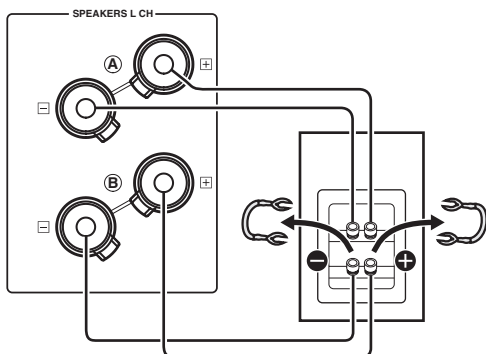 SPEAKERS L CH
A
+
–
B
+
–
– +